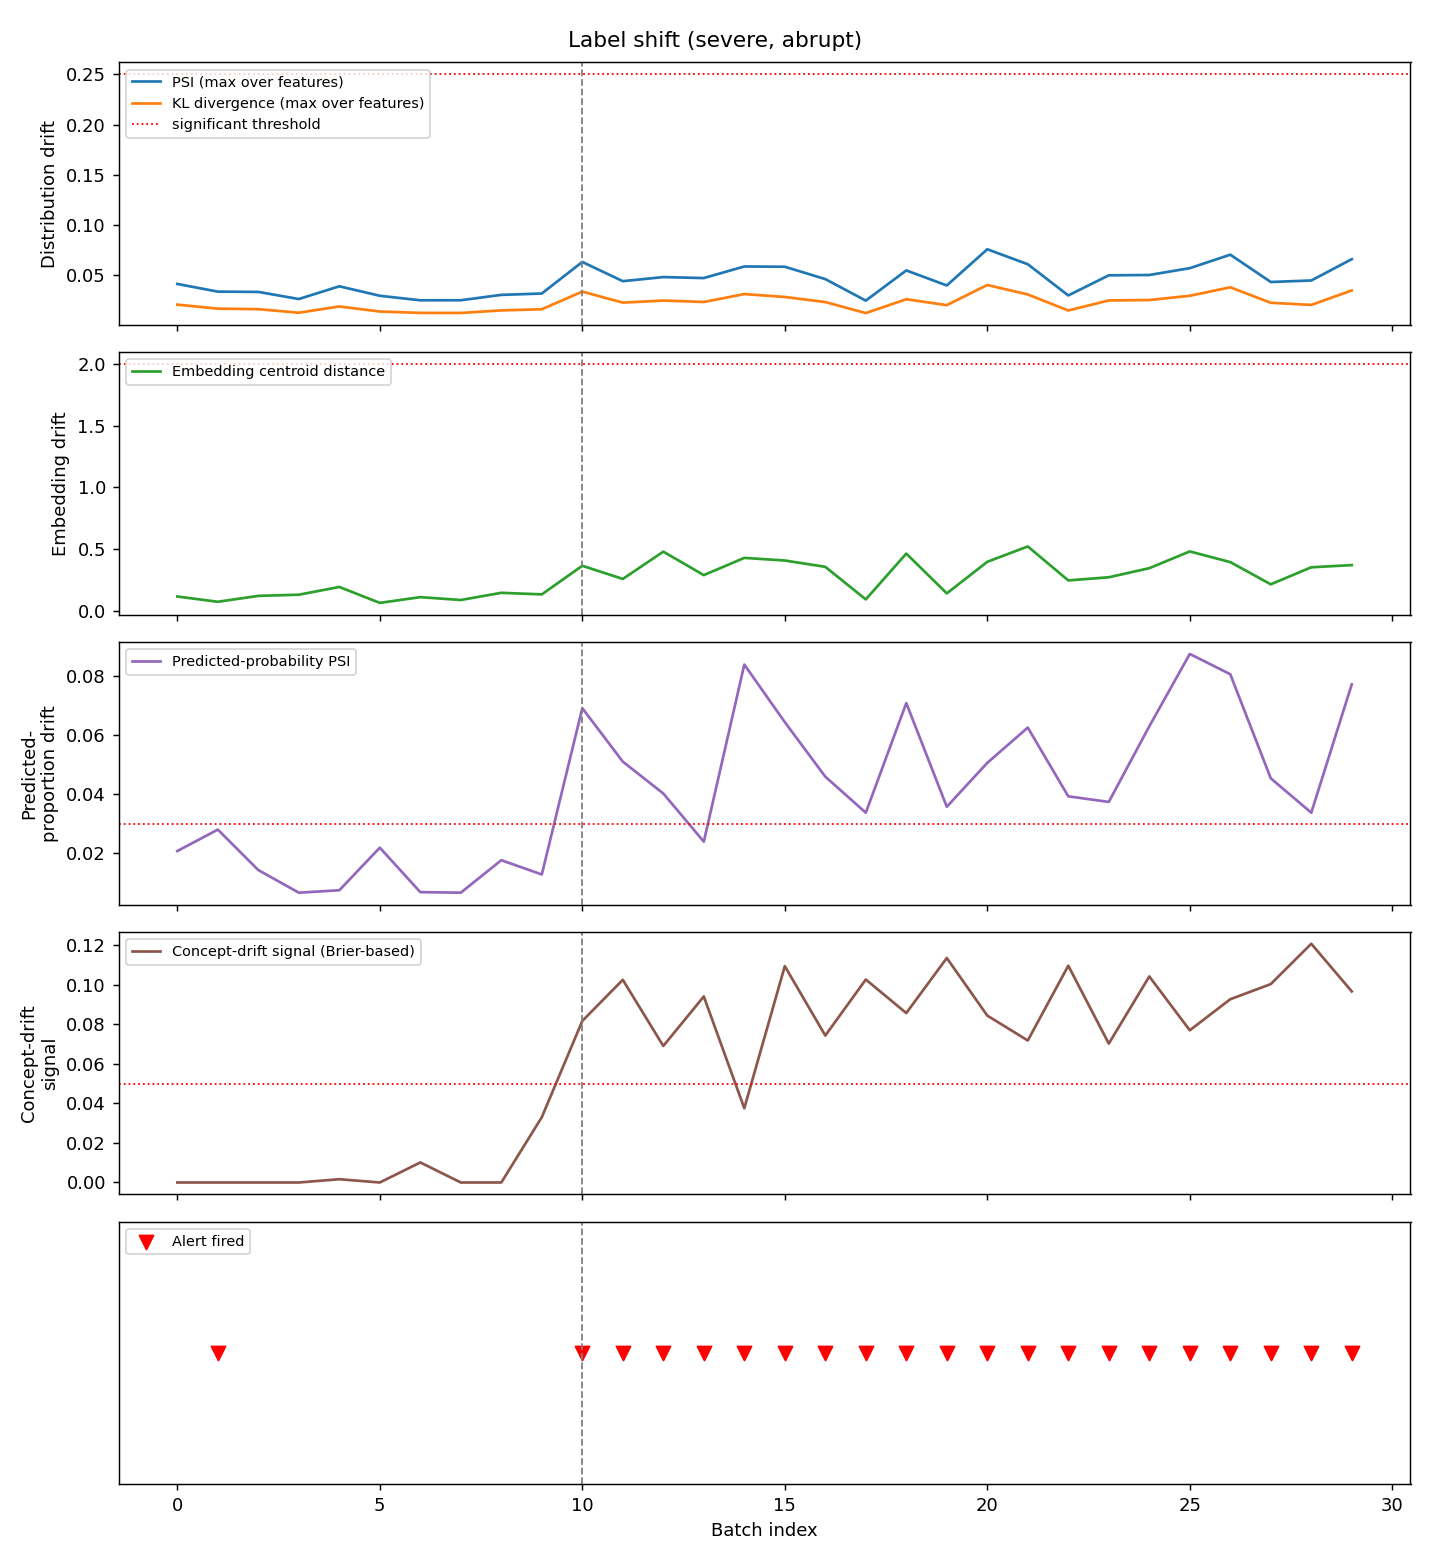 Label shift (severe, abrupt)
PSI (max over features)
KL divergence (max over features)
significant threshold
Distribution drift
0.25
0.20
0.15
0.10
0.05
Embedding centroid distance
Embedding drift
2.0
1.5
1.0
0.5
0.0
Predicted-probability PSI
Predicted-
proportion drift
0.08
0.06
0.04
0.02
Concept-drift signal (Brier-based)
Concept-drift
signal
0.12
0.10
0.08
0.06
0.04
0.02
0.00
Alert fired
0 5 10 15 20 25 30
Batch index